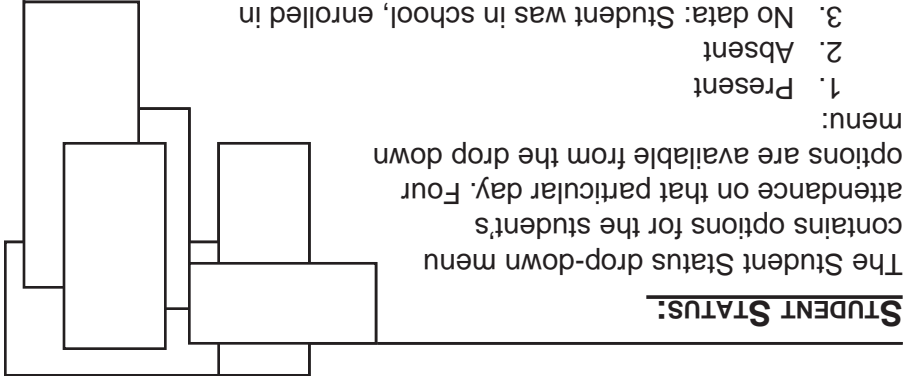 STUDENT STATUS:
The Student Status drop-down menu
contains options for the student's
attendance on that particular day. Four
options are available from the drop down
menu:
1. Present
2. Absent
3. No data: Student was in school, enrolled in